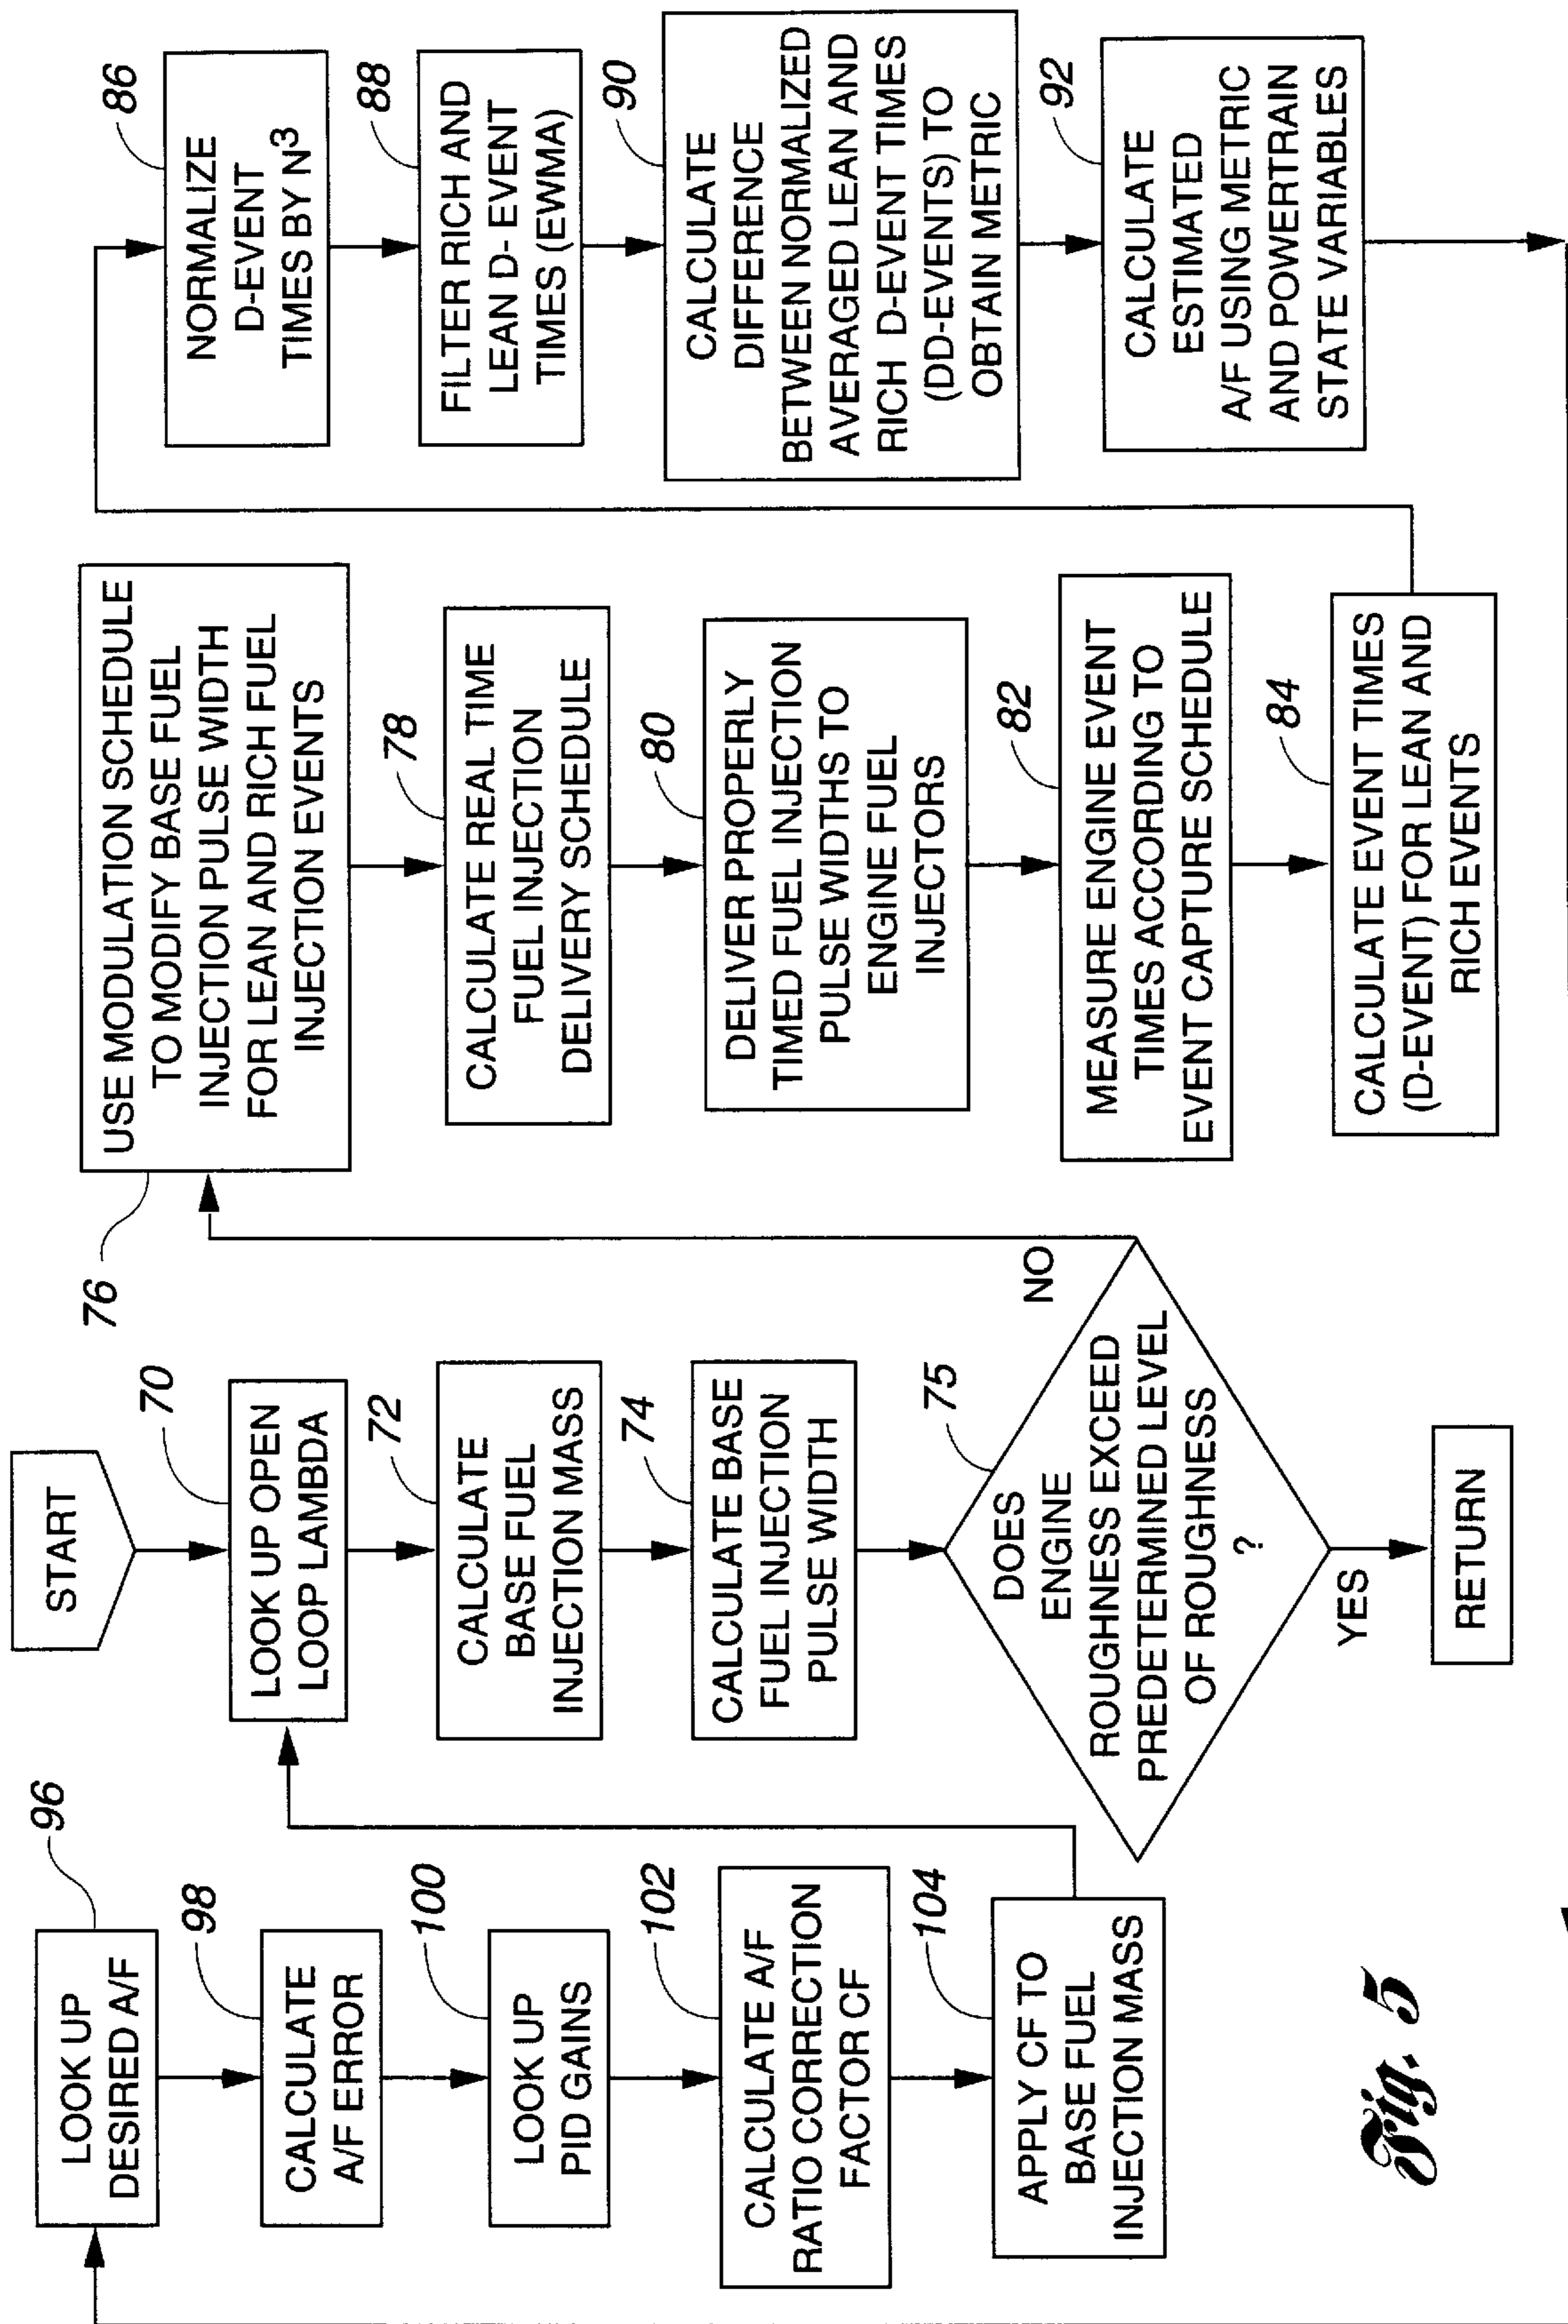 96
LOOK UP
DESIRED A/F
98
CALCULATE
A/F ERROR
100
LOOK UP
PID GAINS
102
CALCULATE A/F
RATIO CORRECTION
FACTOR CF
104
APPLY CF TO
BASE FUEL
INJECTION MASS
START
70
LOOK UP OPEN
LOOP LAMBDA
72
CALCULATE
BASE FUEL
INJECTION MASS
74
CALCULATE BASE
FUEL INJECTION
PULSE WIDTH
75
DOES
ENGINE
ROUGHNESS EXCEED
PREDETERMINED LEVEL
OF ROUGHNESS
?
NO
YES
RETURN
76
USE MODULATION SCHEDULE
TO MODIFY BASE FUEL
INJECTION PULSE WIDTH
FOR LEAN AND RICH FUEL
INJECTION EVENTS
78
CALCULATE REAL TIME
FUEL INJECTION
DELIVERY SCHEDULE
80
DELIVER PROPERLY
TIMED FUEL INJECTION
PULSE WIDTHS TO
ENGINE FUEL
INJECTORS
82
MEASURE ENGINE EVENT
TIMES ACCORDING TO
EVENT CAPTURE SCHEDULE
84
CALCULATE EVENT TIMES
(D-EVENT) FOR LEAN AND
RICH EVENTS
86
NORMALIZE
D-EVENT
TIMES BY N³
88
FILTER RICH AND
LEAN D- EVENT
TIMES (EWMA)
90
CALCULATE
DIFFERENCE
BETWEEN NORMALIZED
AVERAGED LEAN AND
RICH D-EVENT TIMES
(DD-EVENTS) TO
OBTAIN METRIC
92
CALCULATE
ESTIMATED
A/F USING METRIC
AND POWERTRAIN
STATE VARIABLES
Fig. 5